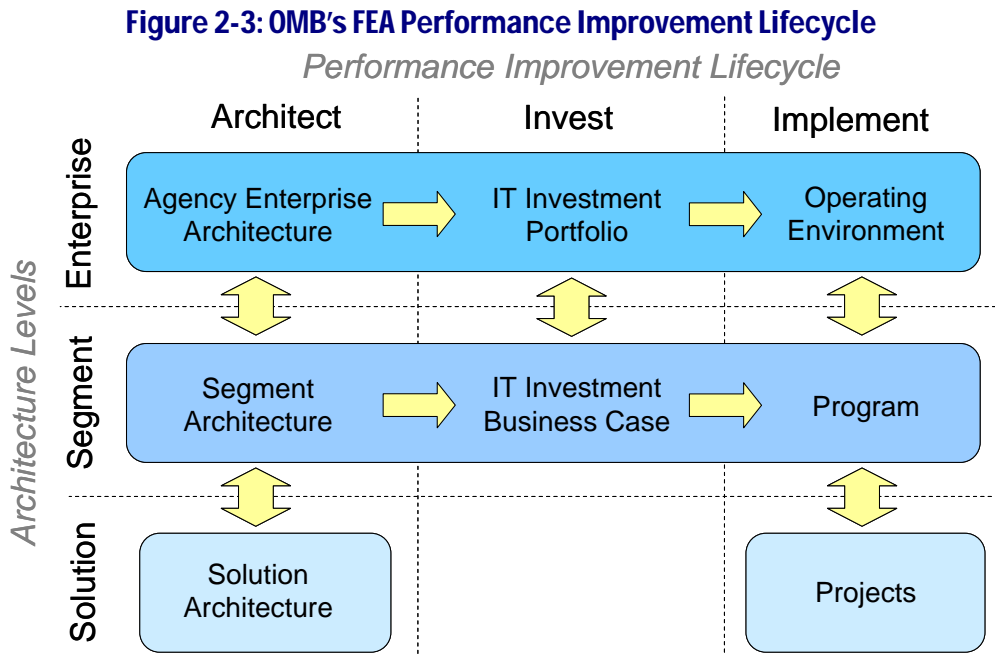 Figure 2-3: OMB's FEA Performance Improvement Lifecycle
Performance Improvement Lifecycle
Architect
Invest
Implement
Architecture Levels
Enterprise
Agency Enterprise
Architecture
IT Investment
Portfolio
Operating
Environment
Segment
Segment
Architecture
IT Investment
Business Case
Program
Solution
Solution
Architecture
Projects